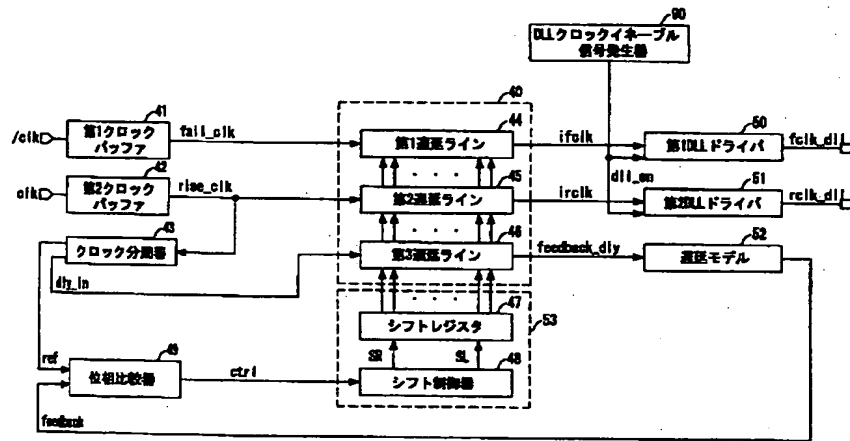 90
DLLクロックイネーブル
信号発生器
40
41
/clk
第1クロック
バッファ
fall_clk
44
第1遅延ライン
ifclk
50
第1DLLドライバ
fclk_dll
dll_en
42
clk
第2クロック
バッファ
rise_clk
45
第2遅延ライン
irclk
51
第2DLLドライバ
rclk_dll
43
クロック分周器
46
第3遅延ライン
feedback_dly
52
遅延モデル
dly_in
47
シフトレジスタ
53
SR
SL
ref
49
位相比較器
ctrl
48
シフト制御器
feedback